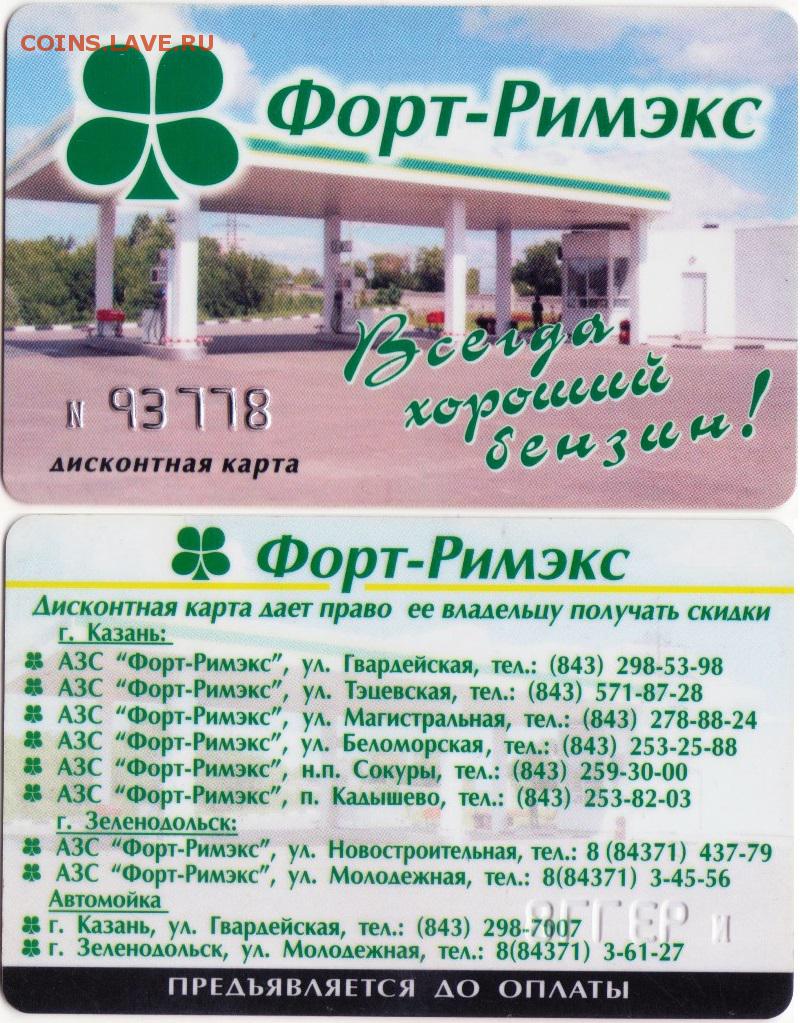 COINS.LAVE.RU
Форт-Римэкс
Всегда
хороший
бензин!
N 93778
дисконтная карта
Форт-Римэкс
Дисконтная карта дает право ее владельцу получать скидки
г. Казань:
АЗС "Форт-Римэкс", ул. Гвардейская, тел.: (843) 298-53-98
АЗС "Форт-Римэкс", ул. Тэцевская, тел.: (843) 571-87-28
АЗС "Форт-Римэкс", ул. Магистральная, тел.: (843) 278-88-24
АЗС "Форт-Римэкс", ул. Беломорская, тел.: (843) 253-25-88
АЗС "Форт-Римэкс", н.п. Сокуры, тел.: (843) 259-30-00
АЗС "Форт-Римэкс", п. Кадышево, тел.: (843) 253-82-03
г. Зеленодольск:
АЗС "Форт-Римэкс", ул. Новостроительная, тел.: 8 (84371) 437-79
АЗС "Форт-Римэкс", ул. Молодежная, тел.: 8(84371) 3-45-56
Автомойка
г. Казань, ул. Гвардейская, тел.: (843) 298-7007
г. Зеленодольск, ул. Молодежная, тел.: 8(84371) 3-61-27
ПРЕДЪЯВЛЯЕТСЯ ДО ОПЛАТЫ